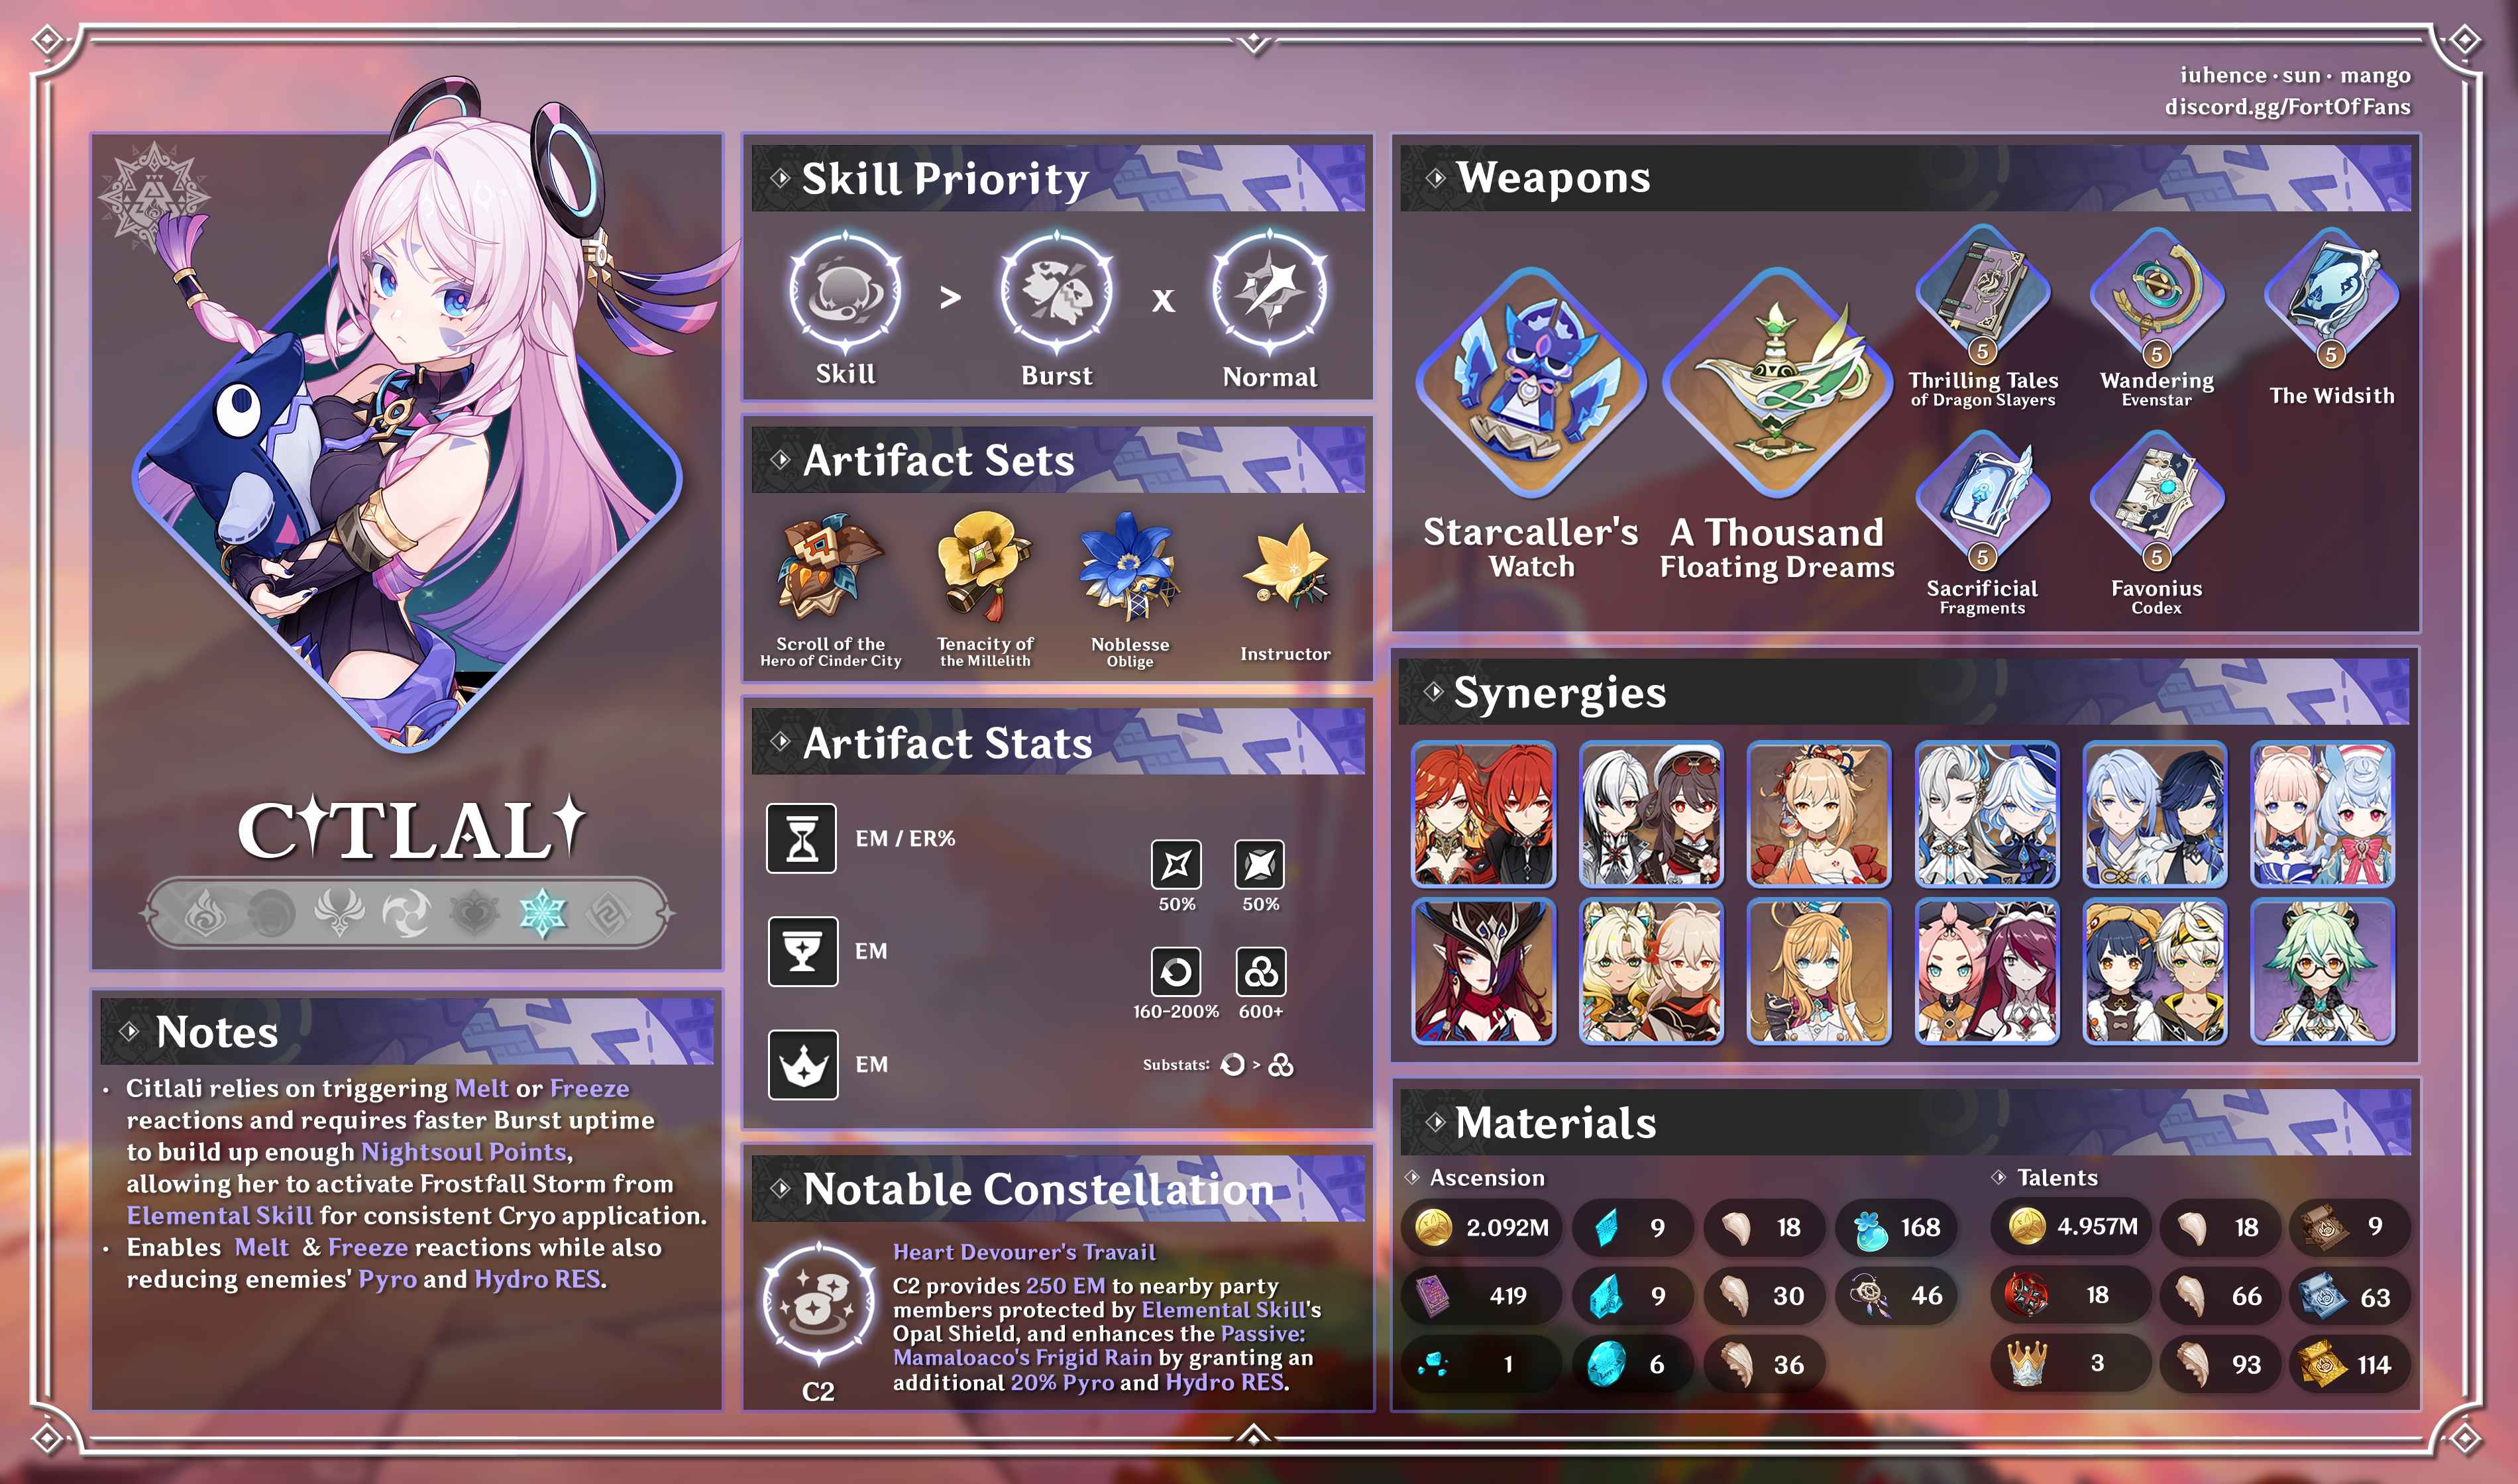 iuhence · sun · mango
discord.gg/FortOfFans
CITLALI
Notes
• Citlali relies on triggering Melt or Freeze
reactions and requires faster Burst uptime
to build up enough Nightsoul Points,
allowing her to activate Frostfall Storm from
Elemental Skill for consistent Cryo application.
• Enables Melt & Freeze reactions while also
reducing enemies' Pyro and Hydro RES.
Skill Priority
> x
Skill Burst Normal
Artifact Sets
Scroll of the
Hero of Cinder City
Tenacity of
the Millelith
Noblesse
Oblige
Instructor
Artifact Stats
EM / ER%
EM
EM
50% 50%
160-200% 600+
Substats: >
Notable Constellation
C2
Heart Devourer's Travail
C2 provides 250 EM to nearby party
members protected by Elemental Skill's
Opal Shield, and enhances the Passive:
Mamaloaco's Frigid Rain by granting an
additional 20% Pyro and Hydro RES.
Weapons
Starcaller's
Watch
A Thousand
Floating Dreams
5
Thrilling Tales
of Dragon Slayers
5
Wandering
Evenstar
5
The Widsith
5
Sacrificial
Fragments
5
Favonius
Codex
Synergies
Materials
Ascension
2.092M 9 18 168
419 9 30 46
1 6 36
Talents
4.957M 18 9
18 66 63
3 93 114